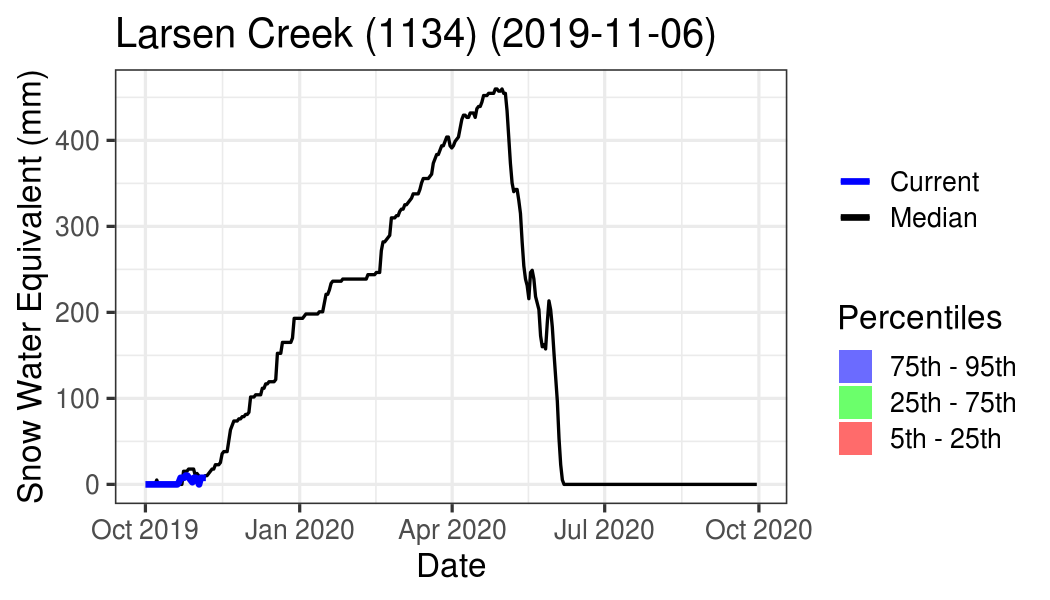 Larsen Creek (1134) (2019-11-06)
Snow Water Equivalent (mm)
400
300
200
100
0
Oct 2019
Jan 2020
Apr 2020
Jul 2020
Oct 2020
Date
Current
Median
Percentiles
75th - 95th
25th - 75th
5th - 25th